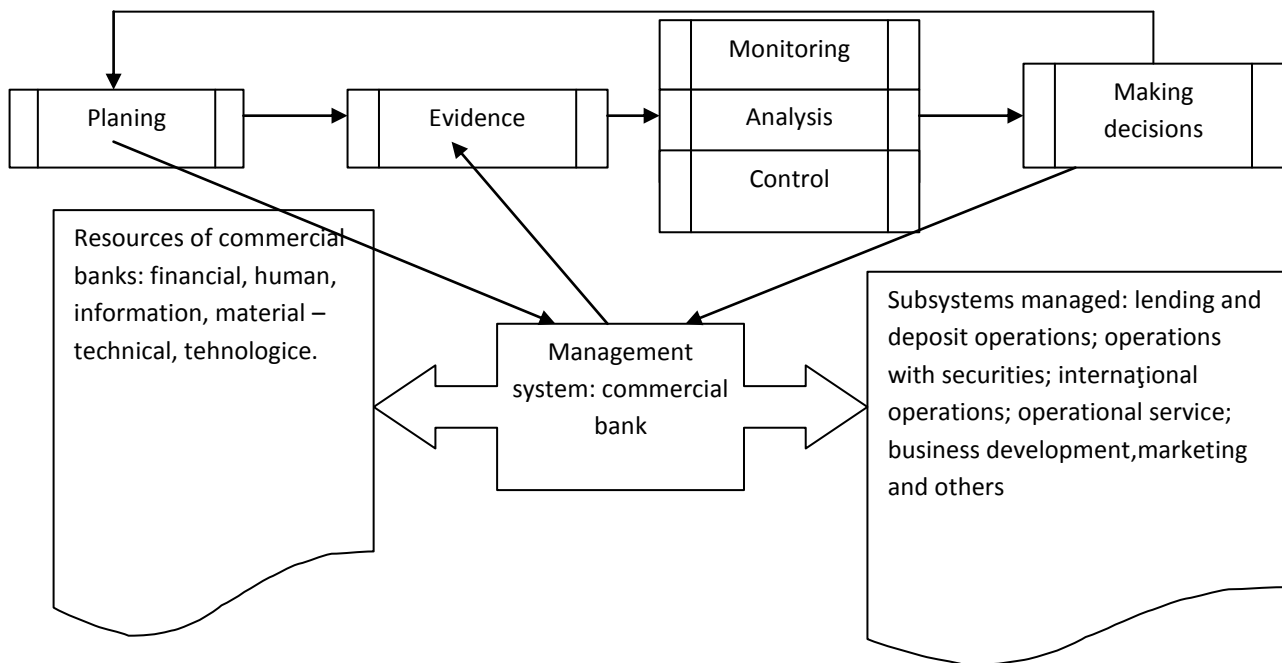 Planing
Evidence
Monitoring
Analysis
Control
Making
decisions
Resources of commercial
banks: financial, human,
information, material –
technical, tehnologice.
Management
system: commercial
bank
Subsystems managed: lending and
deposit operations; operations
with securities; internaţional
operations; operational service;
business development,marketing
and others